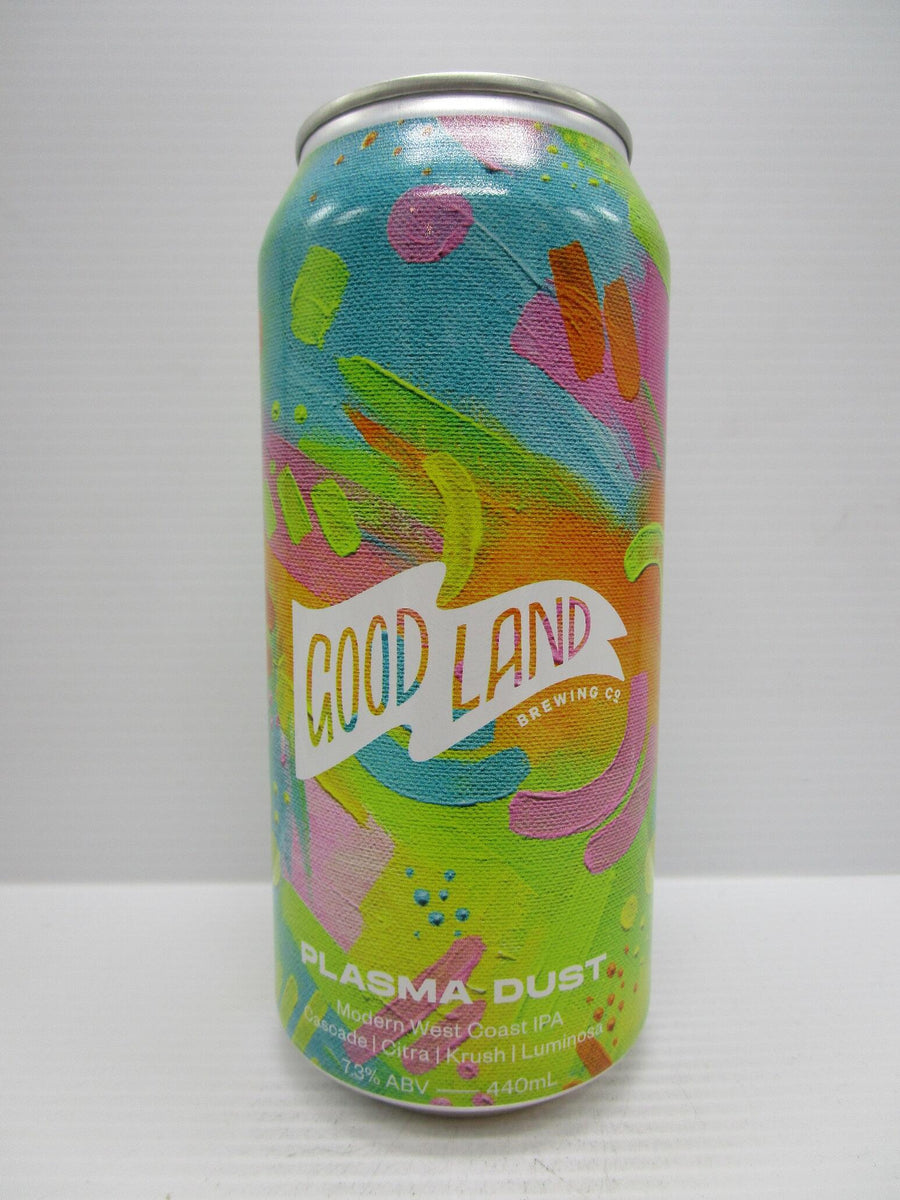 GOOD LAND
BREWING CO
PLASMA DUST
Modern West Coast IPA
Cascade | Citra | Krush | Luminosa
7.3% ABV — 440mL